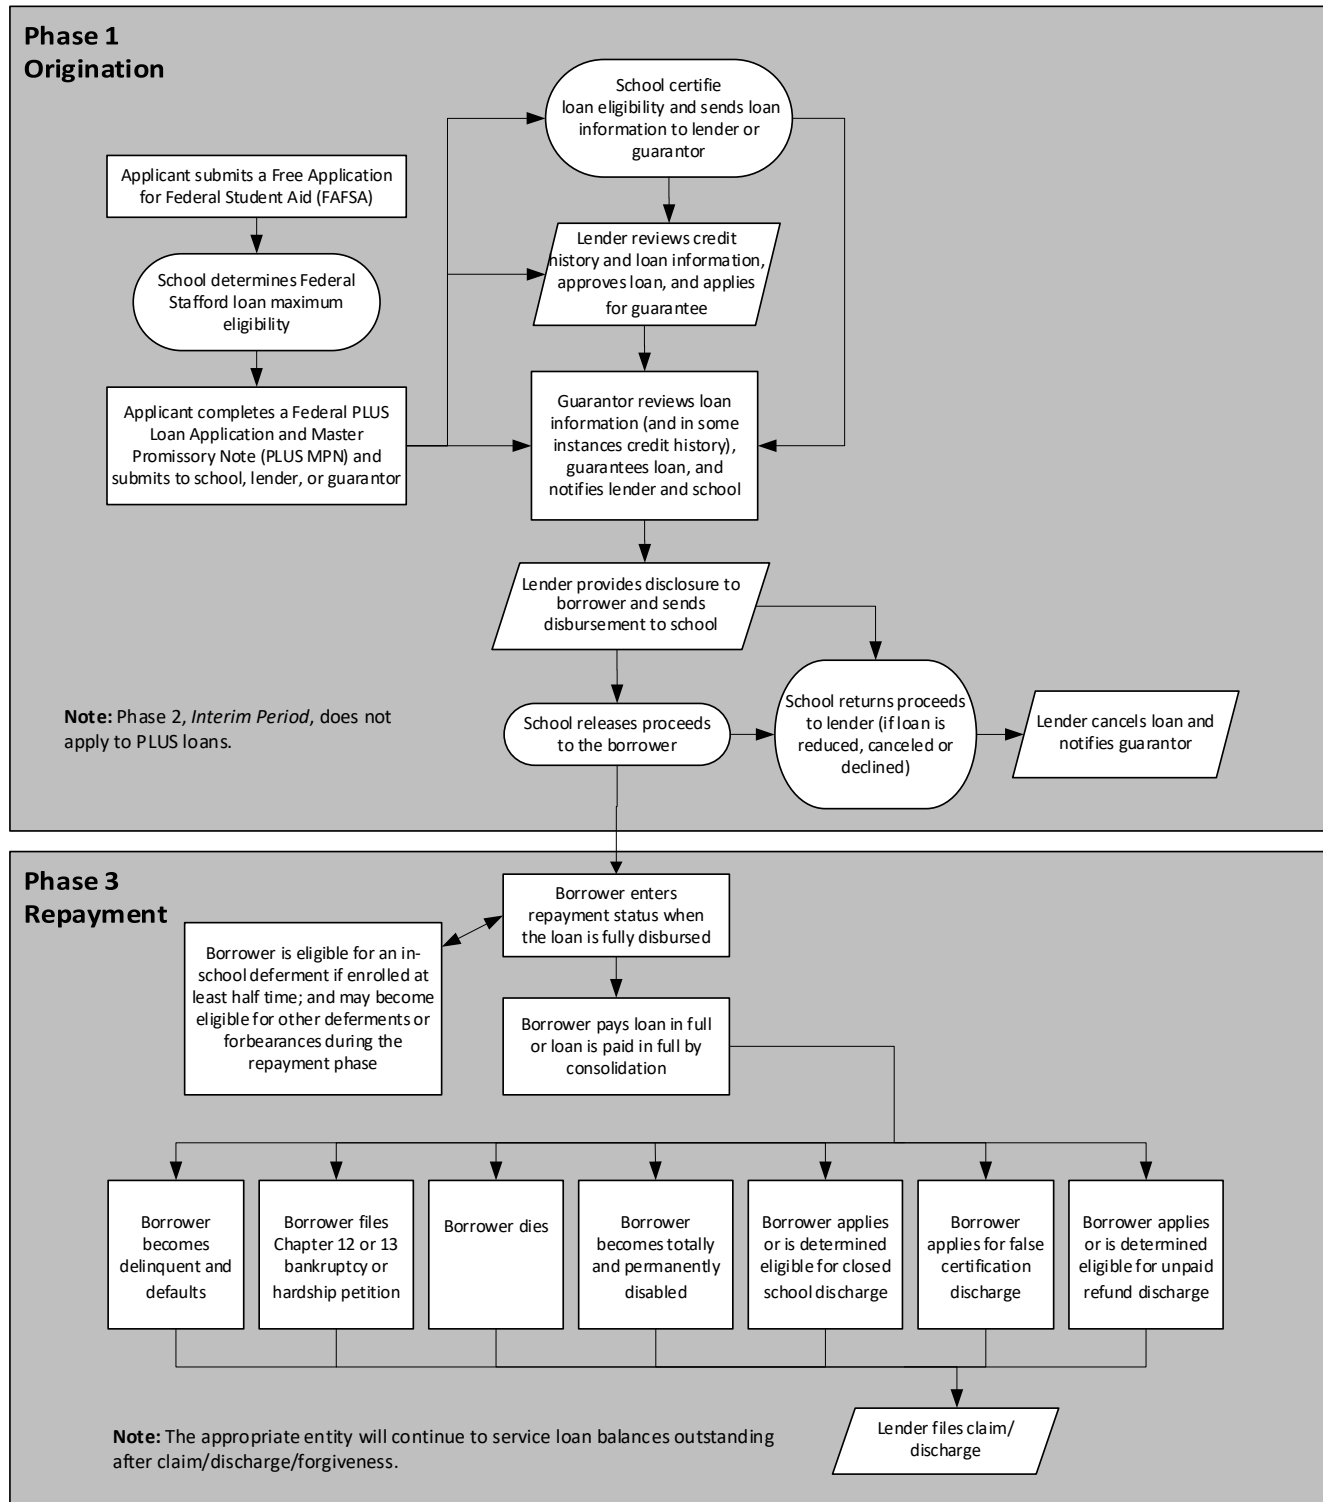 Phase 1
Origination
School certifie
loan eligibility and sends loan
information to lender or
guarantor
Applicant submits a Free Application
for Federal Student Aid (FAFSA)
Lender reviews credit
history and loan information,
approves loan, and applies
for guarantee
School determines Federal
Stafford loan maximum
eligibility
Applicant completes a Federal PLUS
Loan Application and Master
Promissory Note (PLUS MPN) and
submits to school, lender, or guarantor
Guarantor reviews loan
information (and in some
instances credit history),
guarantees loan, and
notifies lender and school
Lender provides disclosure to
borrower and sends
disbursement to school
Note: Phase 2, Interim Period, does not
apply to PLUS loans.
School releases proceeds
to the borrower
School returns proceeds
to lender (if loan is
reduced, canceled or
declined)
Lender cancels loan and
notifies guarantor
Phase 3
Repayment
Borrower enters
repayment status when
the loan is fully disbursed
Borrower is eligible for an in-
school deferment if enrolled at
least half time; and may become
eligible for other deferments or
forbearances during the
repayment phase
Borrower pays loan in full
or loan is paid in full by
consolidation
Borrower
becomes
delinquent and
defaults
Borrower files
Chapter 12 or 13
bankruptcy or
hardship petition
Borrower dies
Borrower
becomes totally
and permanently
disabled
Borrower applies
or is determined
eligible for closed
school discharge
Borrower
applies for false
certification
discharge
Borrower applies
or is determined
eligible for unpaid
refund discharge
Lender files claim/
discharge
Note: The appropriate entity will continue to service loan balances outstanding
after claim/discharge/forgiveness.